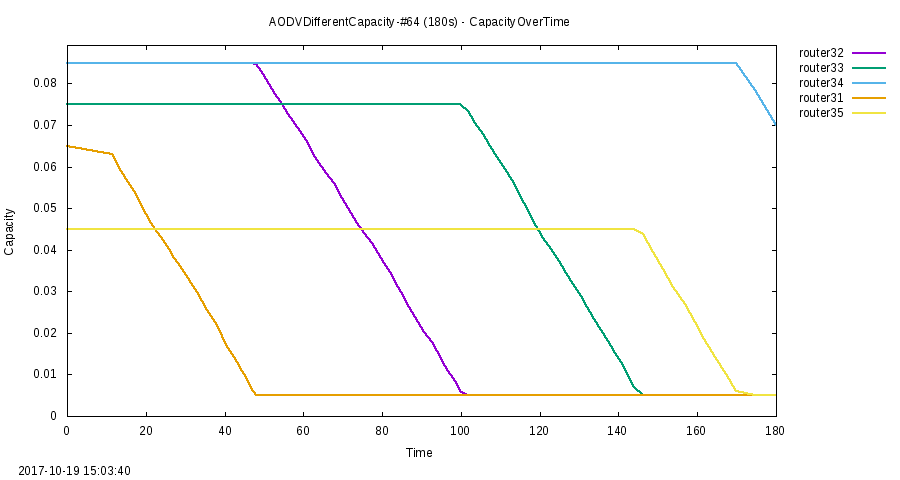 AODVDifferentCapacity-#64 (180s) - CapacityOverTime
router32
router33
router34
router31
router35
0.08
0.07
0.06
0.05
0.04
0.03
0.02
0.01
0
Capacity
0 20 40 60 80 100 120 140 160 180
Time
2017-10-19 15:03:40